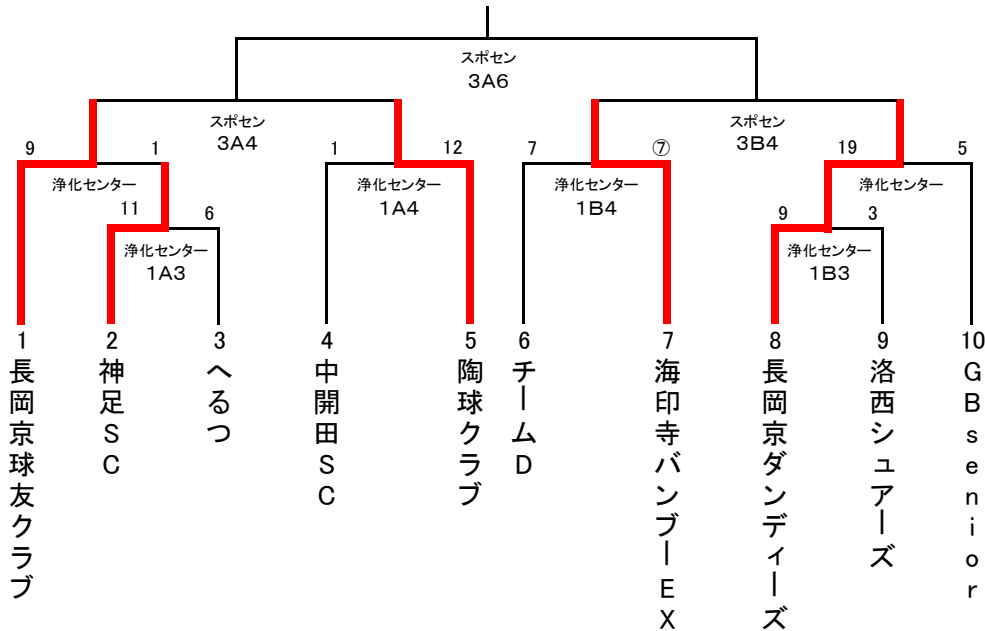 スポセン
3A6
スポセン
3A4
スポセン
3B4
9 1 1 12 7 ⑦ 19 5
浄化センター
浄化センター
1A4
浄化センター
1B4
浄化センター
11 6
浄化センター
1A3
9 3
浄化センター
1B3
1 2 3 4 5 6 7 8 9 10
長岡京球友クラブ
神足SC
へるつ
中開田SC
陶球クラブ
チームD
海印寺バンブーEX
長岡京ダンディーズ
洛西シュアーズ
GBsenior